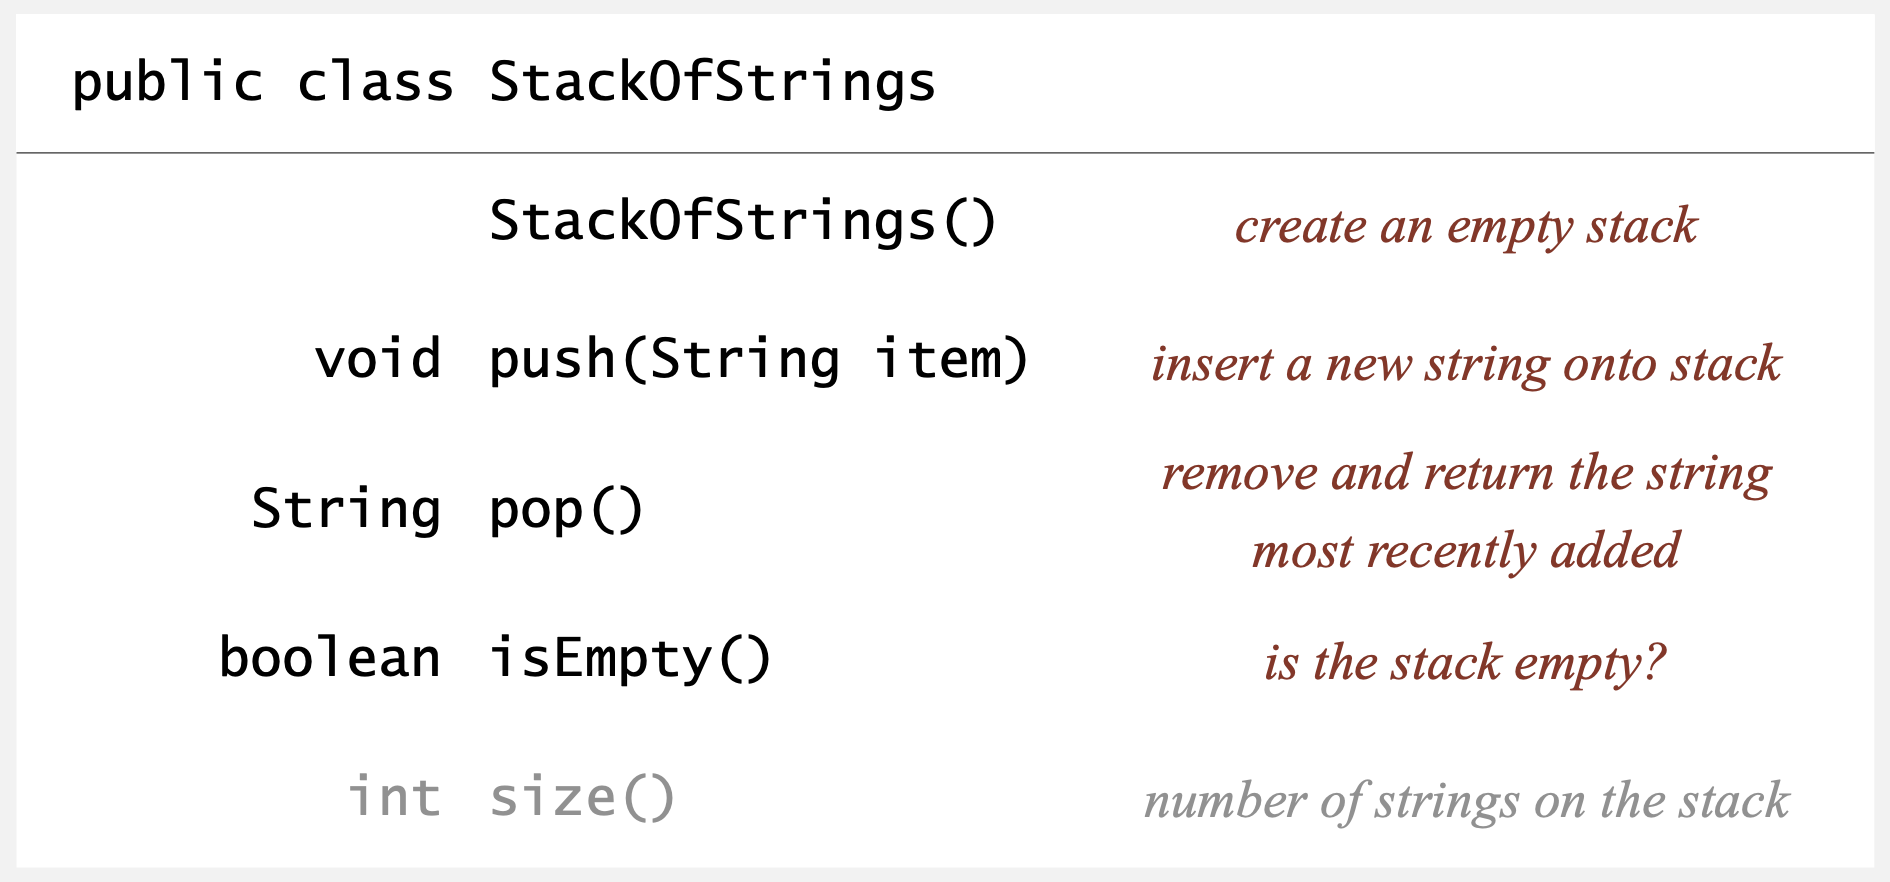 public class StackOfStrings
StackOfStrings() create an empty stack
void push(String item) insert a new string onto stack
String pop() remove and return the string
most recently added
boolean isEmpty() is the stack empty?
int size() number of strings on the stack